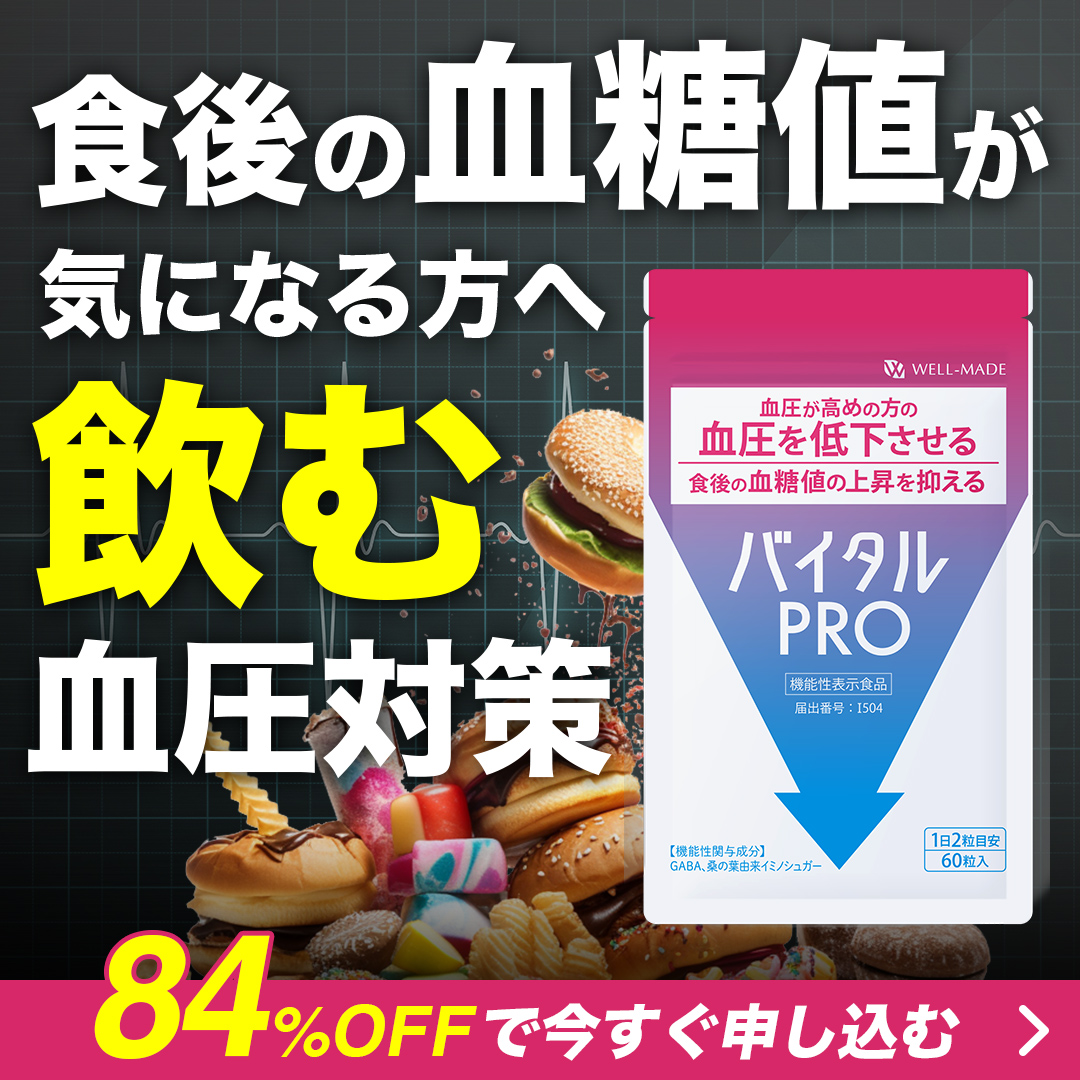 食後の血糖値が
気になる方へ
飲む
血圧対策
WELL-MADE
血圧が高めの方の
血圧を低下させる
食後の血糖値の上昇を抑える
バイタル
PRO
機能性表示食品
届出番号:I504
【機能性関与成分】
GABA、桑の葉由来イミノシュガー
1日2粒目安
60粒入
84%OFFで今すぐ申し込む